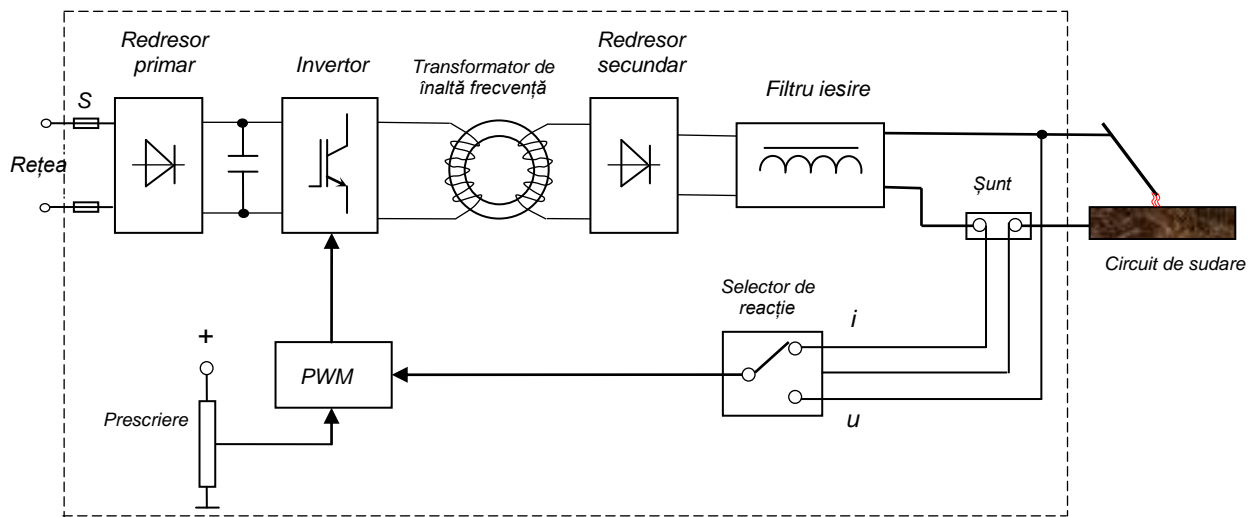 Redresor
primar
Invertor
Transformator de
înaltă frecvență
Redresor
secundar
Filtru iesire
S
Rețea
Șunt
Circuit de sudare
Selector de
reacție
i
u
+
PWM
Prescriere